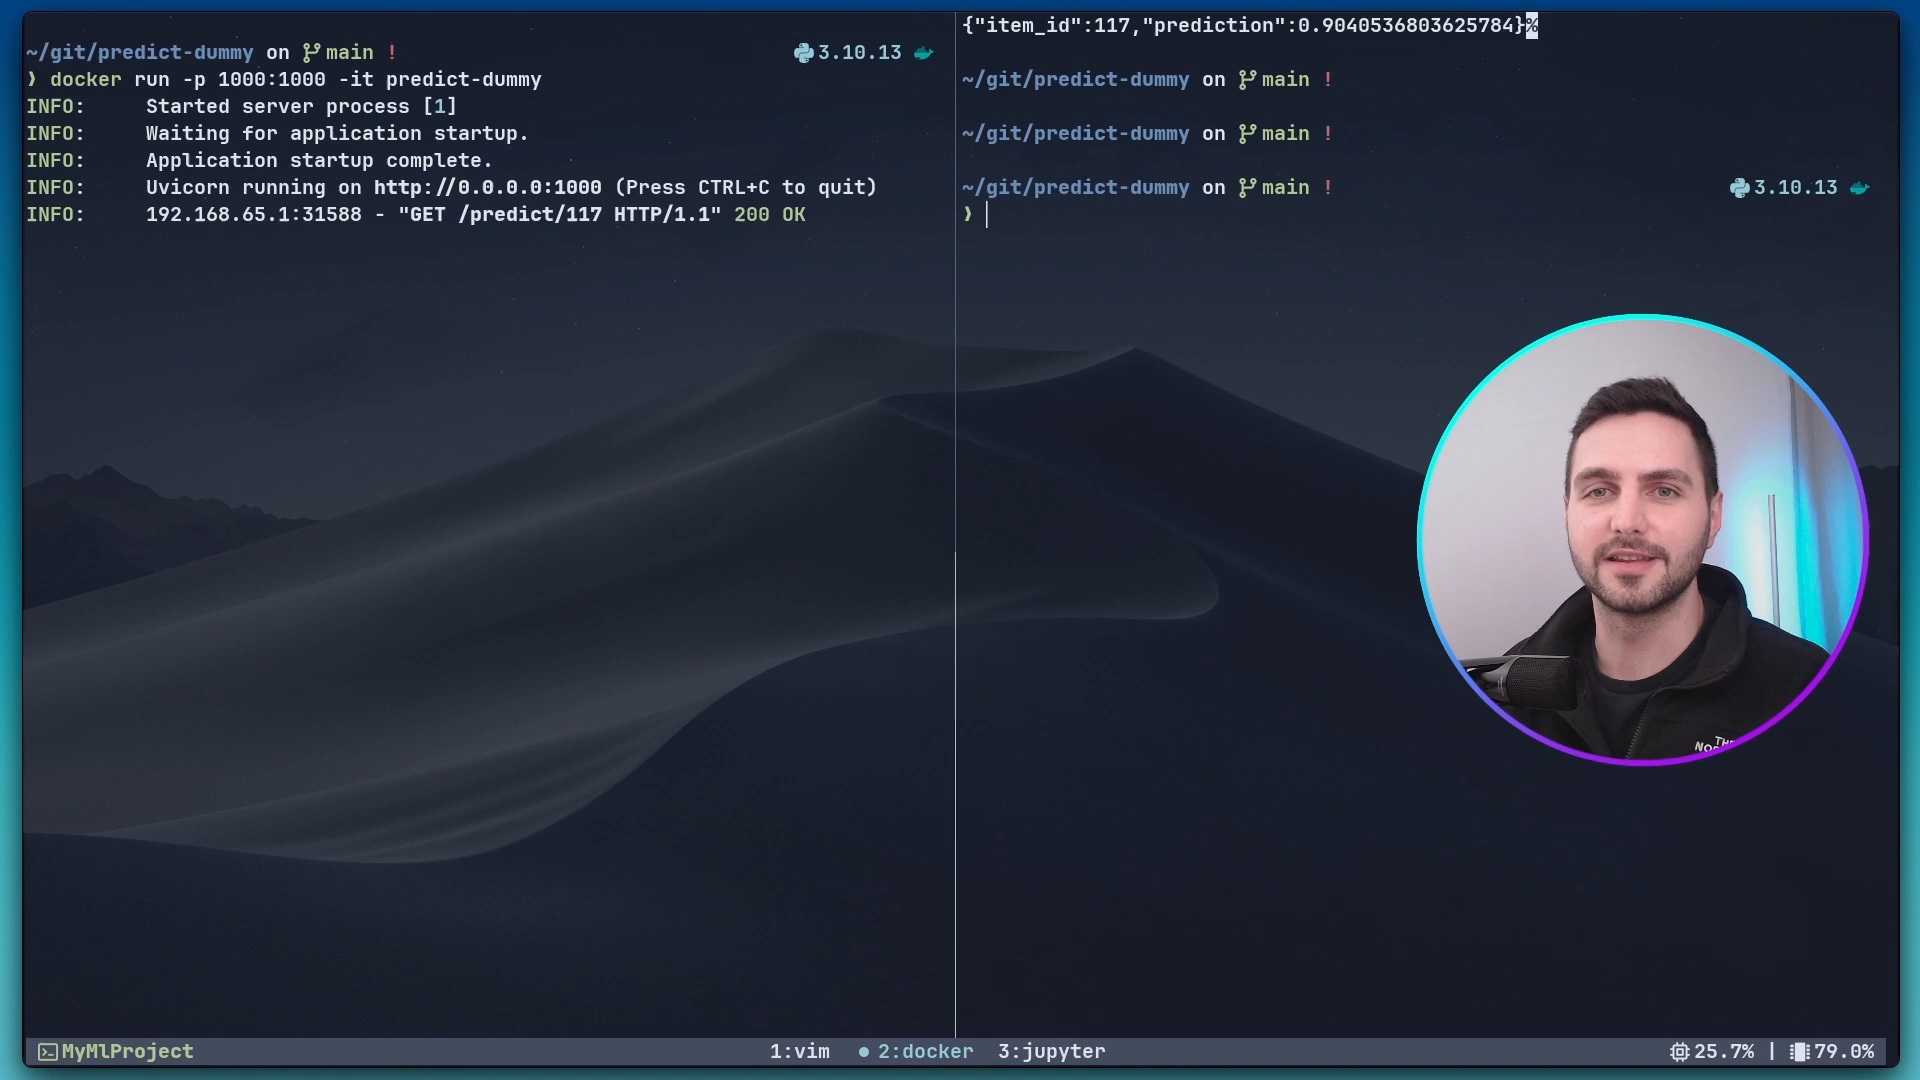 ~/git/predict-dummy on main ! 3.10.13
❯ docker run -p 1000:1000 -it predict-dummy
INFO: Started server process [1]
INFO: Waiting for application startup.
INFO: Application startup complete.
INFO: Uvicorn running on http://0.0.0.0:1000 (Press CTRL+C to quit)
INFO: 192.168.65.1:31588 - "GET /predict/117 HTTP/1.1" 200 OK
{"item_id":117,"prediction":0.9040536803625784}%
~/git/predict-dummy on main !
~/git/predict-dummy on main !
~/git/predict-dummy on main ! 3.10.13
❯
MyMlProject 1:vim ● 2:docker 3:jupyter 25.7% | 79.0%